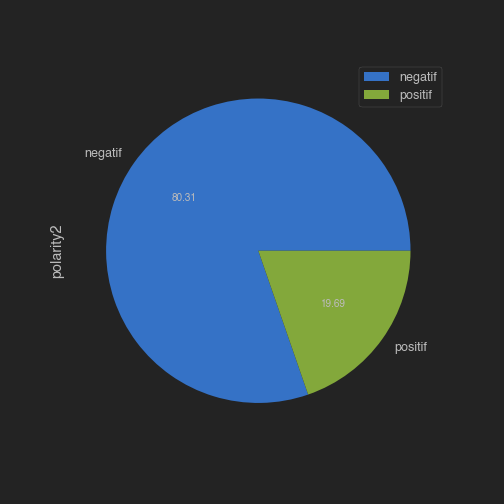 negatif
positif
negatif
80.31
polarity2
19.69
positif